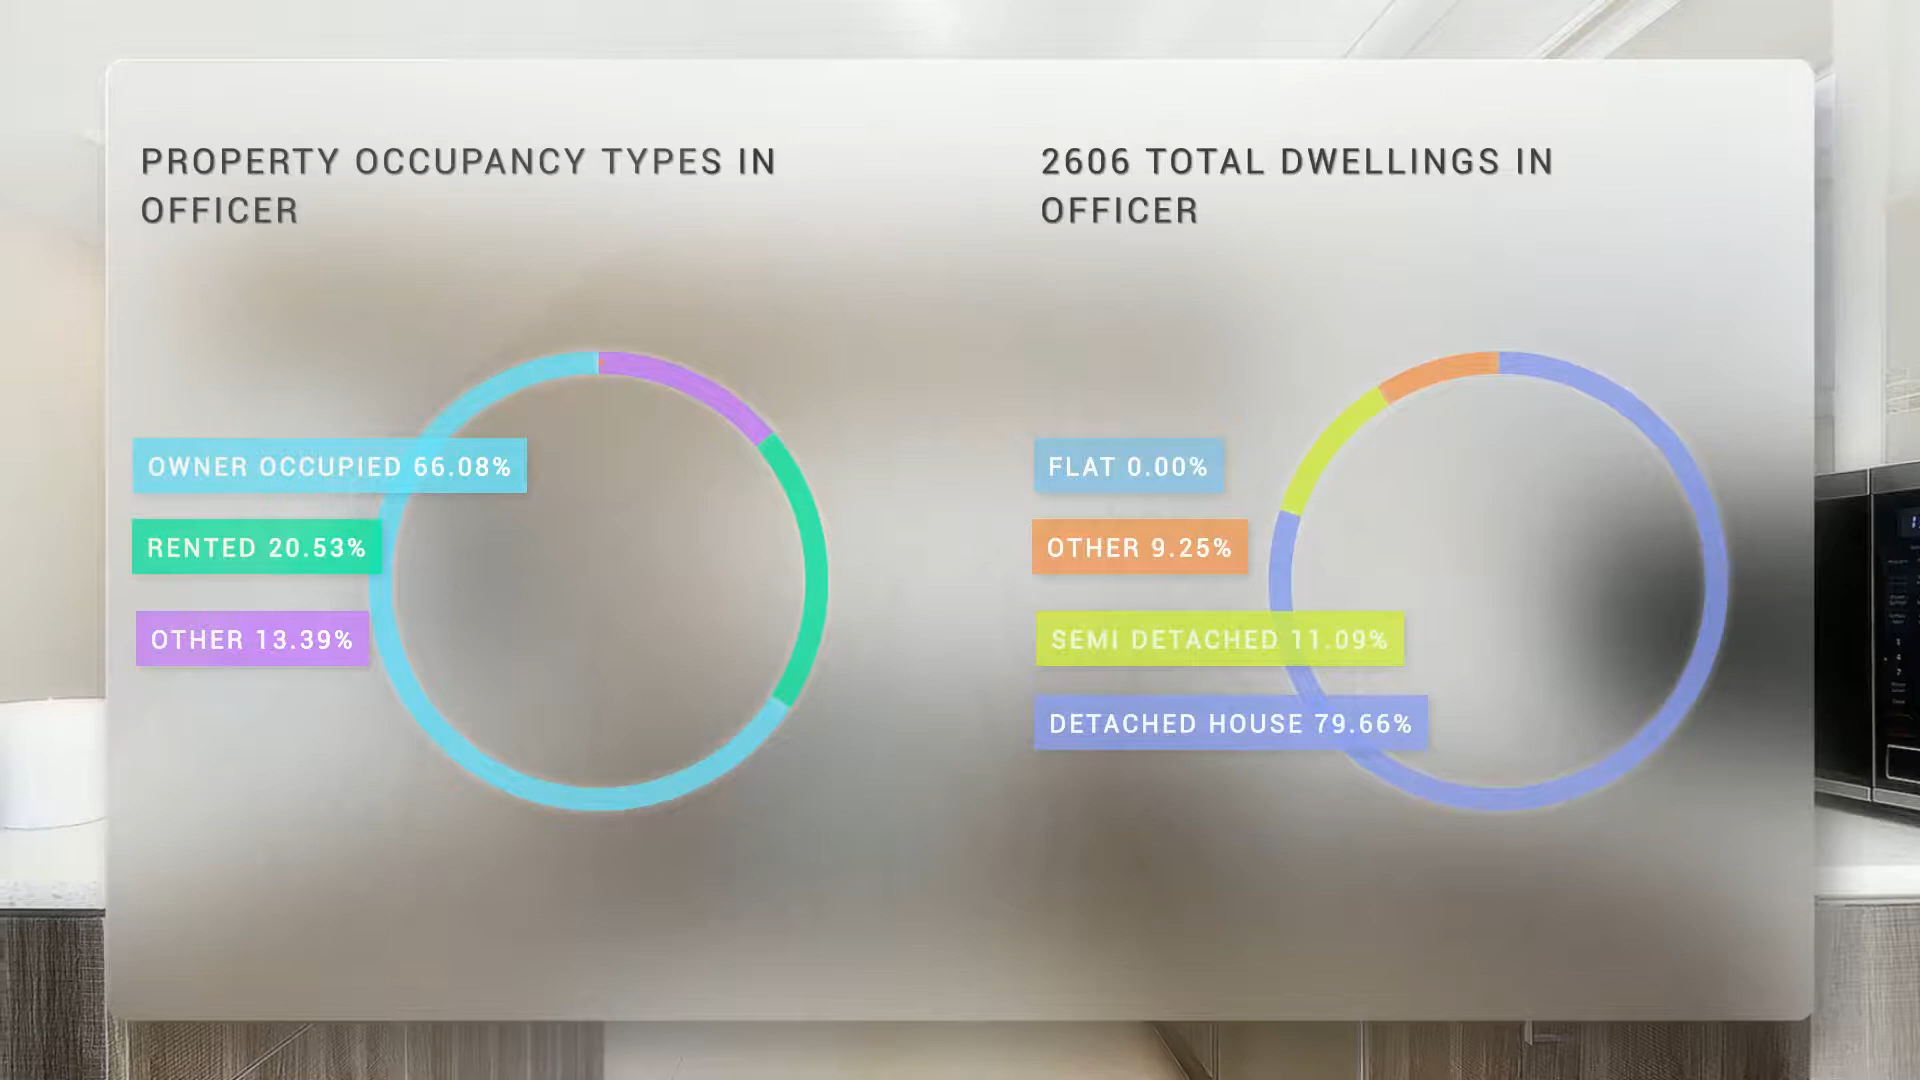 PROPERTY OCCUPANCY TYPES IN
OFFICER
OWNER OCCUPIED 66.08%
RENTED 20.53%
OTHER 13.39%
2606 TOTAL DWELLINGS IN
OFFICER
FLAT 0.00%
OTHER 9.25%
SEMI DETACHED 11.09%
DETACHED HOUSE 79.66%